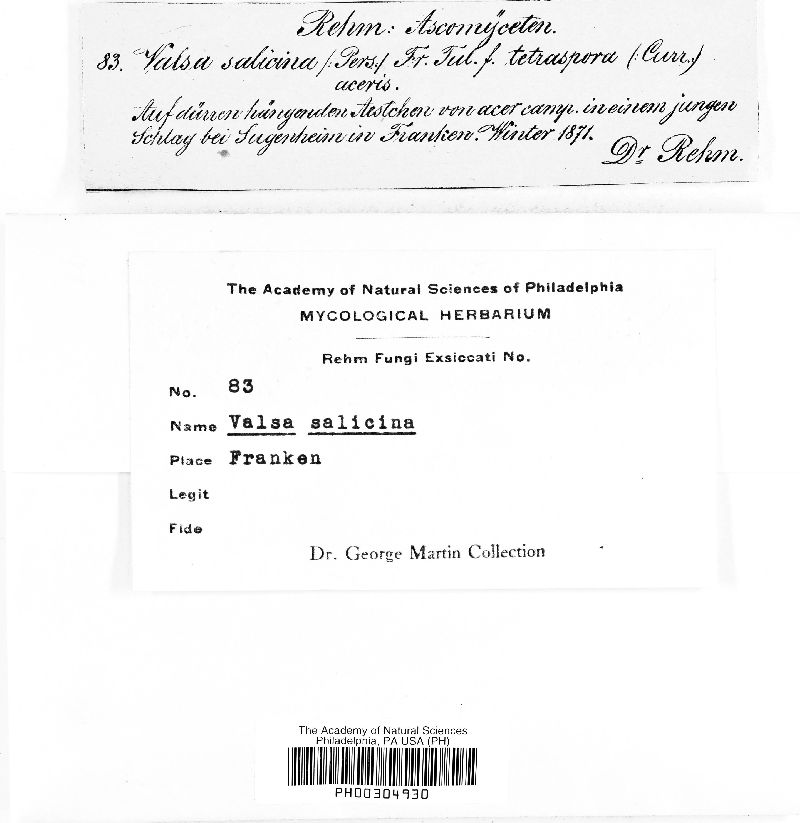 Rehm: Ascomÿceten.
83. Valsa salicina (:Pers:) Fr. Tul. f. tetraspora (:Curr:)
aceris.
Auf dürren hängenden Aestchen von acer camp. in einem jungen
Schlag bei Sugenheim in Franken. Winter 1871.
Dr Rehm.
The Academy of Natural Sciences of Philadelphia
MYCOLOGICAL HERBARIUM
Rehm Fungi Exsiccati No.
No. 83
Name Valsa salicina
Place Franken
Legit
Fide
Dr. George Martin Collection
The Academy of Natural Sciences
Philadelphia, PA USA (PH)
PH00304930